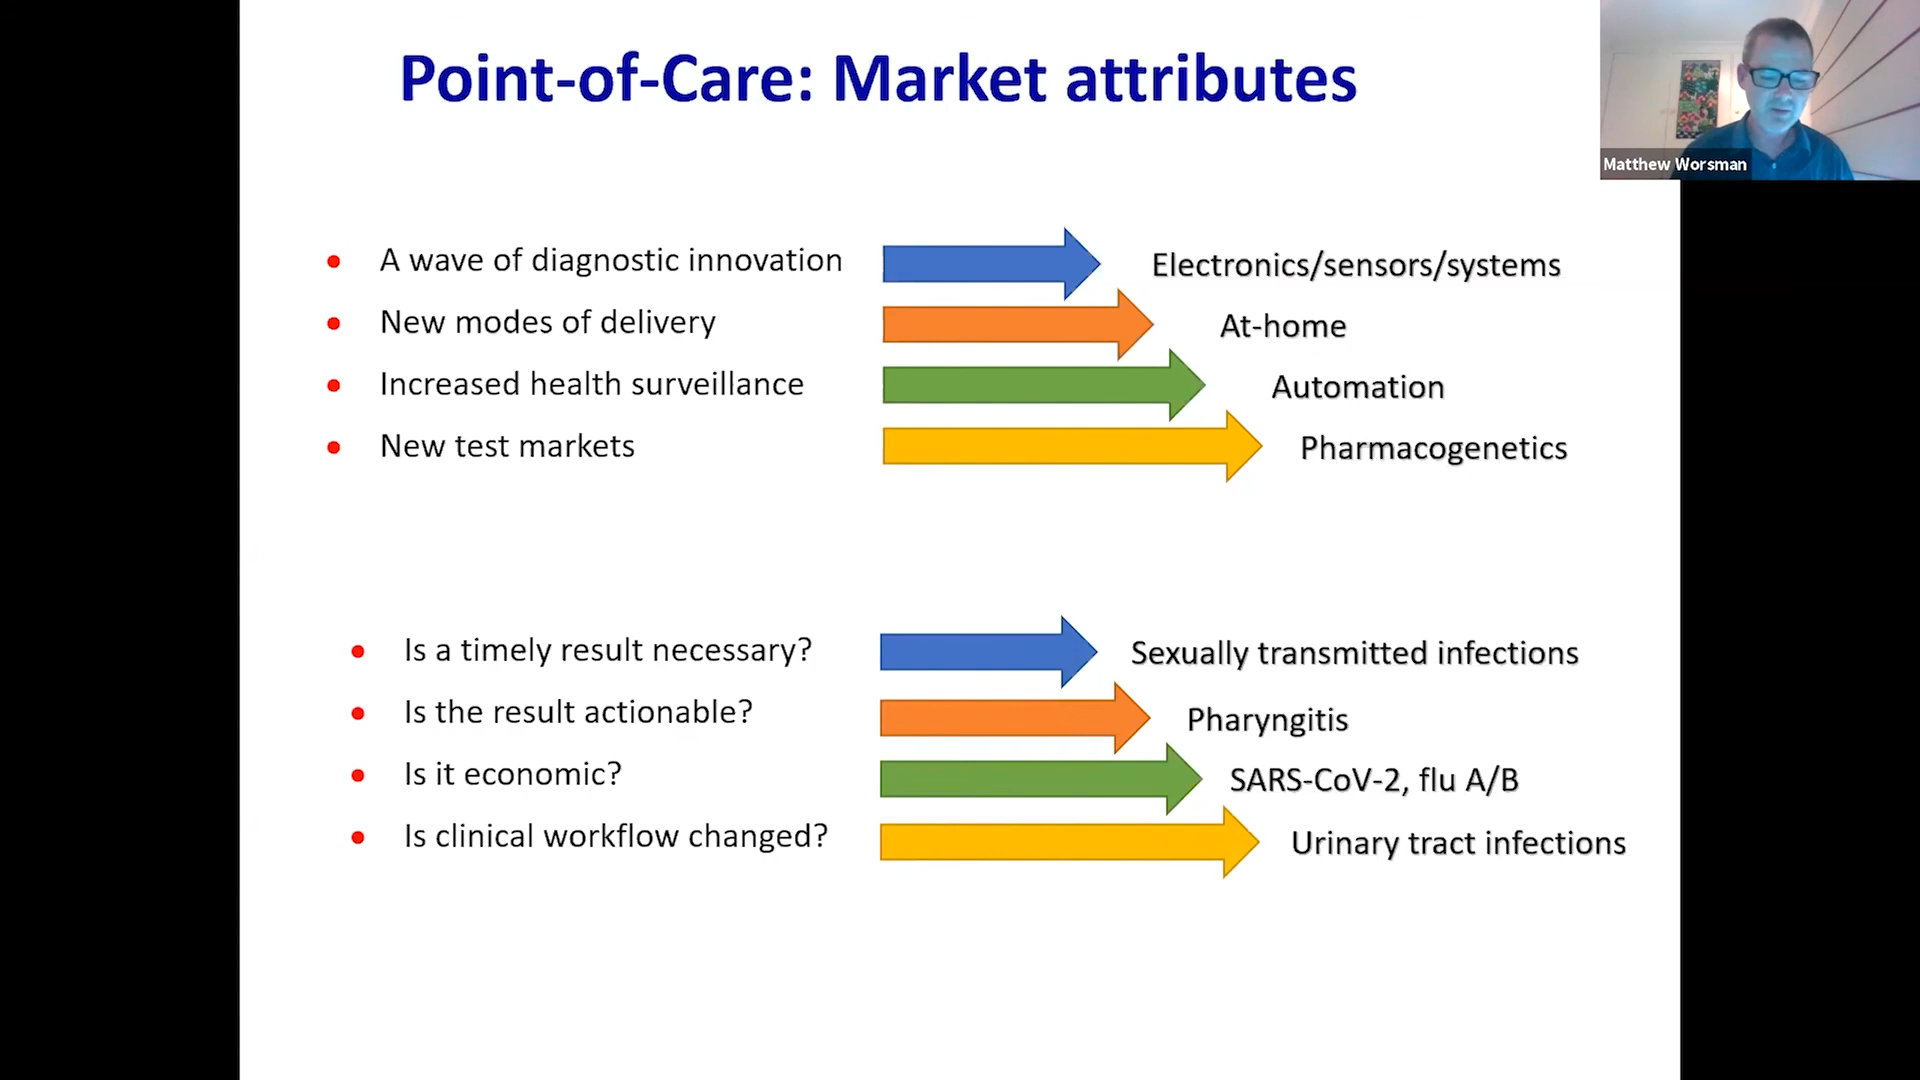 Point-of-Care: Market attributes
Matthew Worsman
A wave of diagnostic innovation
Electronics/sensors/systems
New modes of delivery
At-home
Increased health surveillance
Automation
New test markets
Pharmacogenetics
Is a timely result necessary?
Sexually transmitted infections
Is the result actionable?
Pharyngitis
Is it economic?
SARS-CoV-2, flu A/B
Is clinical workflow changed?
Urinary tract infections